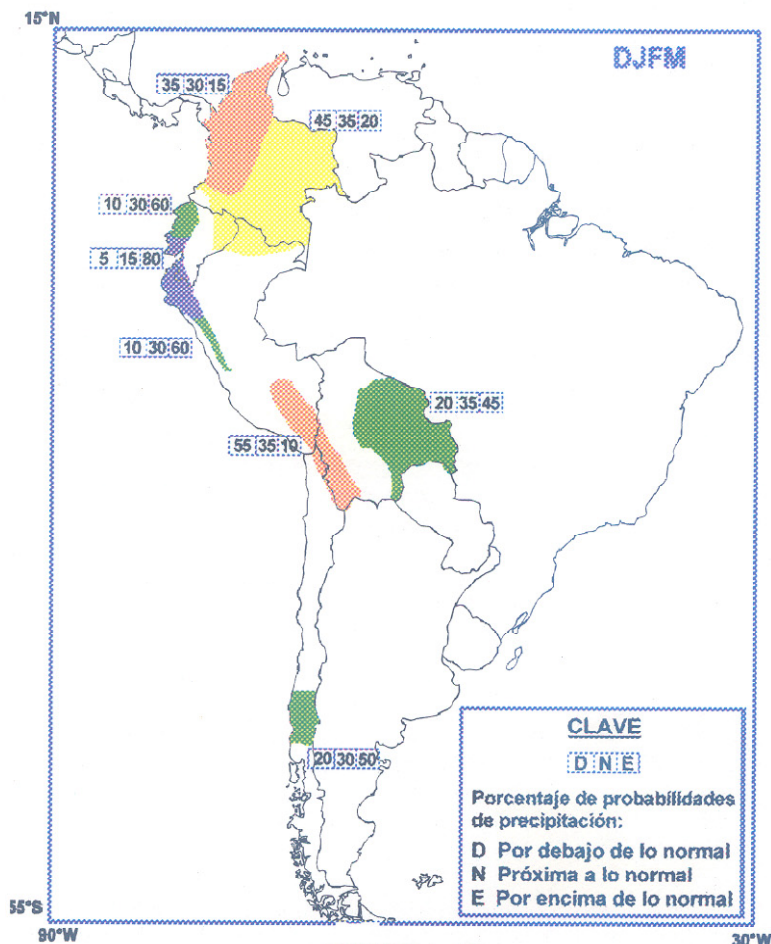 15°N
DJFM
35 30 15
45 35 20
10 30 60
5 15 80
10 30 60
20 35 45
55 35 10
20 30 50
CLAVE
D N E
Porcentaje de probabilidades
de precipitación:
D Por debajo de lo normal
N Próxima a lo normal
E Por encima de lo normal
55°S
90°W
30°W